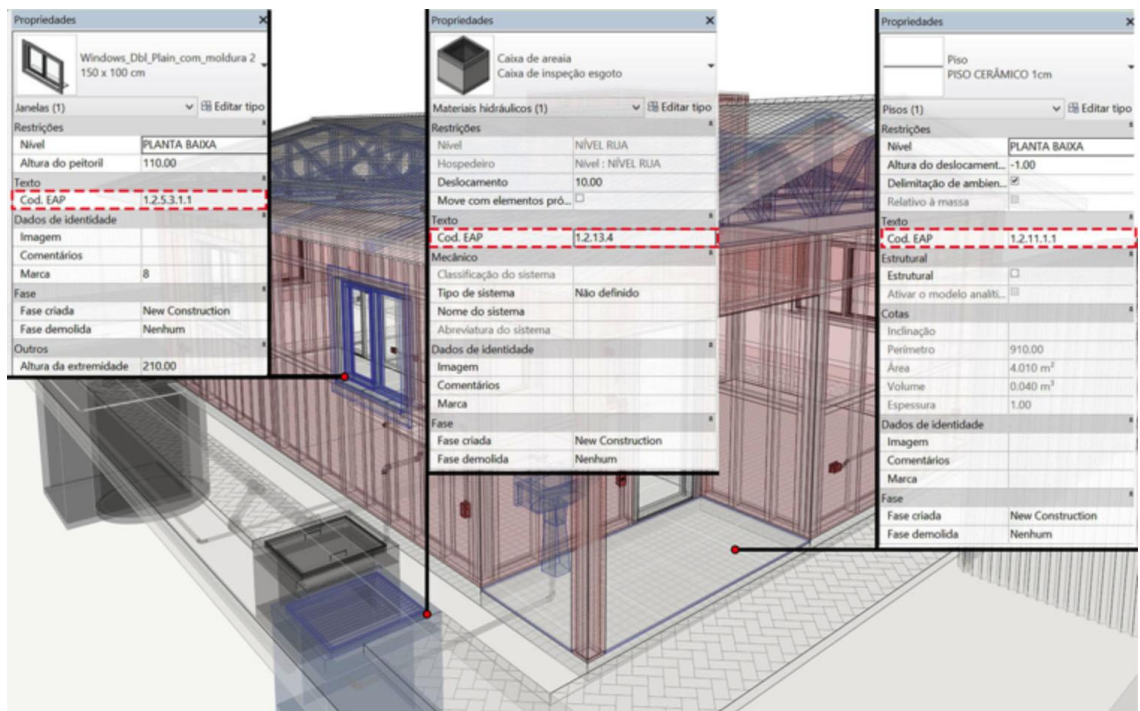 Propriedades
Windows_Dbl_Plain_com_moldura 2
150 x 100 cm
Janelas (1)
Editar tipo
Restrições
Nível PLANTA BAIXA
Altura do peitoril 110.00
Texto
Cod. EAP 1.2.5.3.1.1
Dados de identidade
Imagem
Comentários
Marca 8
Fase
Fase criada New Construction
Fase demolida Nenhum
Outros
Altura da extremidade 210.00
Propriedades
Caixa de areaia
Caixa de inspeção esgoto
Materiais hidráulicos (1)
Editar tipo
Restrições
Nível NÍVEL RUA
Hospedeiro Nível : NÍVEL RUA
Deslocamento 10.00
Move com elementos pró...
Texto
Cod. EAP 1.2.13.4
Mecânico
Classificação do sistema
Tipo de sistema Não definido
Nome do sistema
Abreviatura do sistema
Dados de identidade
Imagem
Comentários
Marca
Fase
Fase criada New Construction
Fase demolida Nenhum
Propriedades
Piso
PISO CERÂMICO 1cm
Pisos (1)
Editar tipo
Restrições
Nível PLANTA BAIXA
Altura do deslocament... -1.00
Delimitação de ambien...
Relativo à massa
Texto
Cod. EAP 1.2.11.1.1
Estrutural
Estrutural
Ativar o modelo analíti...
Cotas
Inclinação
Perímetro 910.00
Área 4.010 m²
Volume 0.040 m³
Espessura 1.00
Dados de identidade
Imagem
Comentários
Marca
Fase
Fase criada New Construction
Fase demolida Nenhum